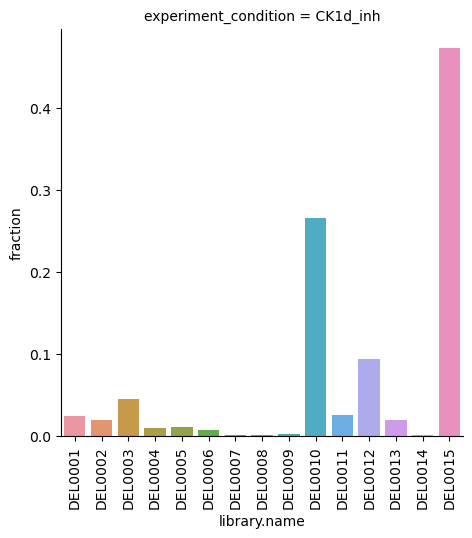 experiment_condition = CK1d_inh
fraction
0.4
0.3
0.2
0.1
0.0
DEL0001
DEL0002
DEL0003
DEL0004
DEL0005
DEL0006
DEL0007
DEL0008
DEL0009
DEL0010
DEL0011
DEL0012
DEL0013
DEL0014
DEL0015
library.name